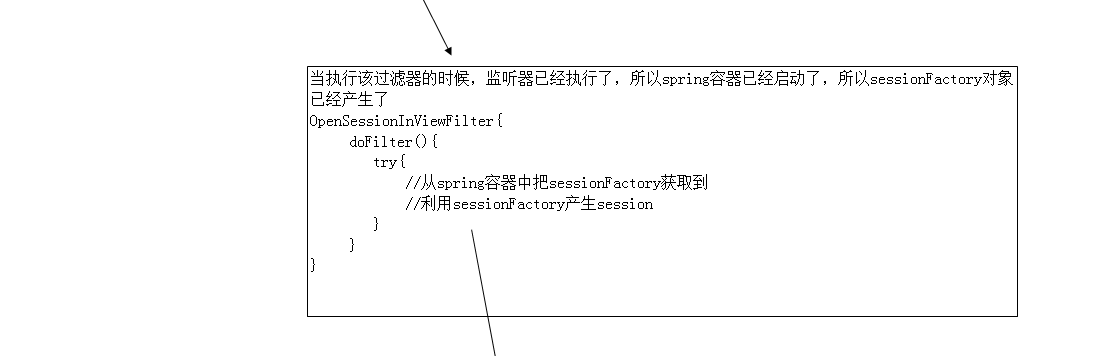 当执行该过滤器的时候，监听器已经执行了，所以spring容器已经启动了，所以sessionFactory对象
已经产生了
OpenSessionInViewFilter{
doFilter(){
try{
//从spring容器中把sessionFactory获取到
//利用sessionFactory产生session
}
}
}